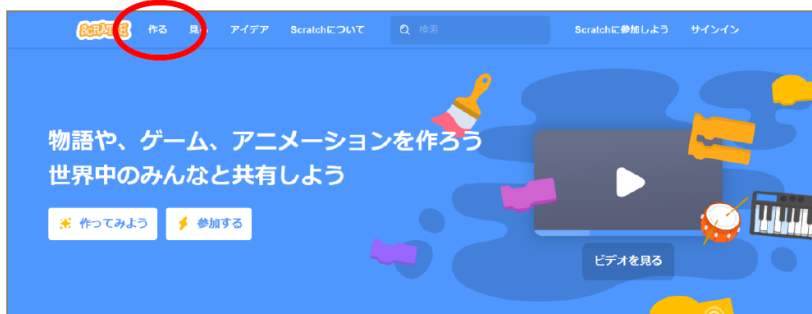 SCRATCH 作る 見る アイデア Scratchについて 検索 Scratchに参加しよう サインイン
物語や、ゲーム、アニメーションを作ろう
世界中のみんなと共有しよう
作ってみよう 参加する
ビデオを見る